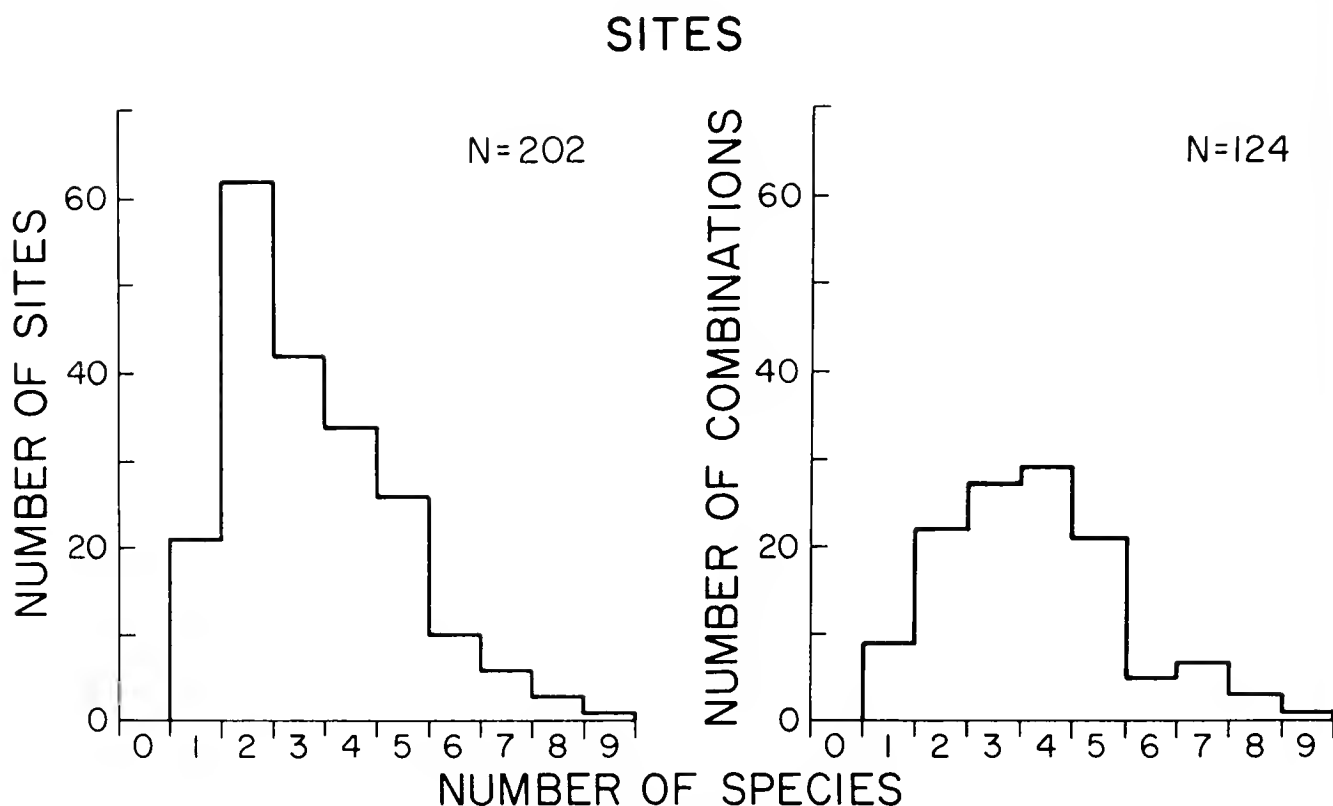 SITES
NUMBER OF SITES
N=202
60
40
20
0
0 1 2 3 4 5 6 7 8 9
NUMBER OF COMBINATIONS
N=124
60
40
20
0
0 1 2 3 4 5 6 7 8 9
NUMBER OF SPECIES